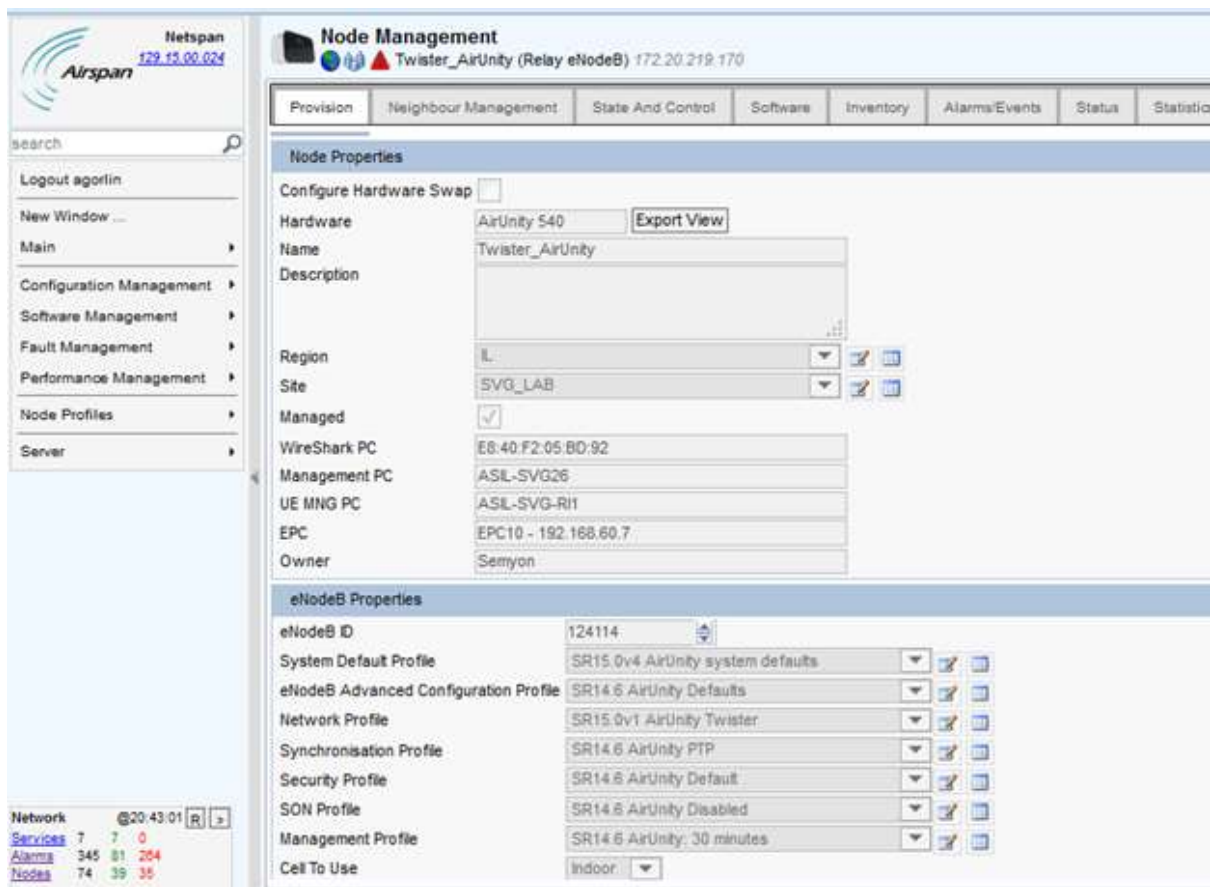 Netspan
129.15.00.024
Airspan
search
Logout agorlin
New Window ...
Main
Configuration Management
Software Management
Fault Management
Performance Management
Node Profiles
Server
Network @20:43:01 R >
Services 7 7 0
Alarms 345 81 264
Nodes 74 39 35
Node Management
Twister_AirUnity (Relay eNodeB) 172.20.219.170
Provision Neighbour Management State And Control Software Inventory Alarms/Events Status Statistic
Node Properties
Configure Hardware Swap
Hardware AirUnity 540 Export View
Name Twister_AirUnity
Description
Region IL
Site SVG_LAB
Managed
WireShark PC E8:40:F2:05:BD:92
Management PC ASIL-SVG26
UE MNG PC ASIL-SVG-RI1
EPC EPC10 - 192.168.60.7
Owner Semyon
eNodeB Properties
eNodeB ID 124114
System Default Profile SR15.0v4 AirUnity system defaults
eNodeB Advanced Configuration Profile SR14.6 AirUnity Defaults
Network Profile SR15.0v1 AirUnity Twister
Synchronisation Profile SR14.6 AirUnity PTP
Security Profile SR14.6 AirUnity Default
SON Profile SR14.6 AirUnity Disabled
Management Profile SR14.6 AirUnity: 30 minutes
Cell To Use Indoor